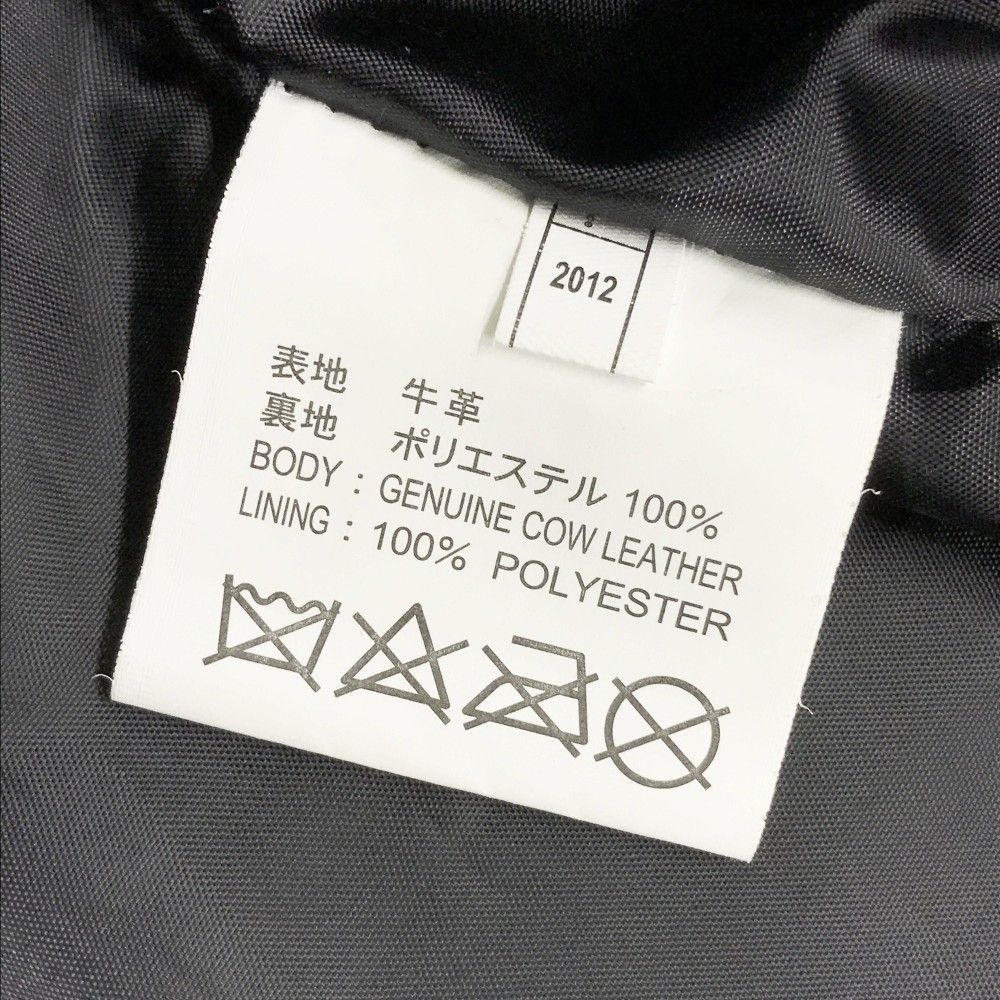 2012
表地 牛革
裏地 ポリエステル 100%
BODY : GENUINE COW LEATHER
LINING : 100% POLYESTER